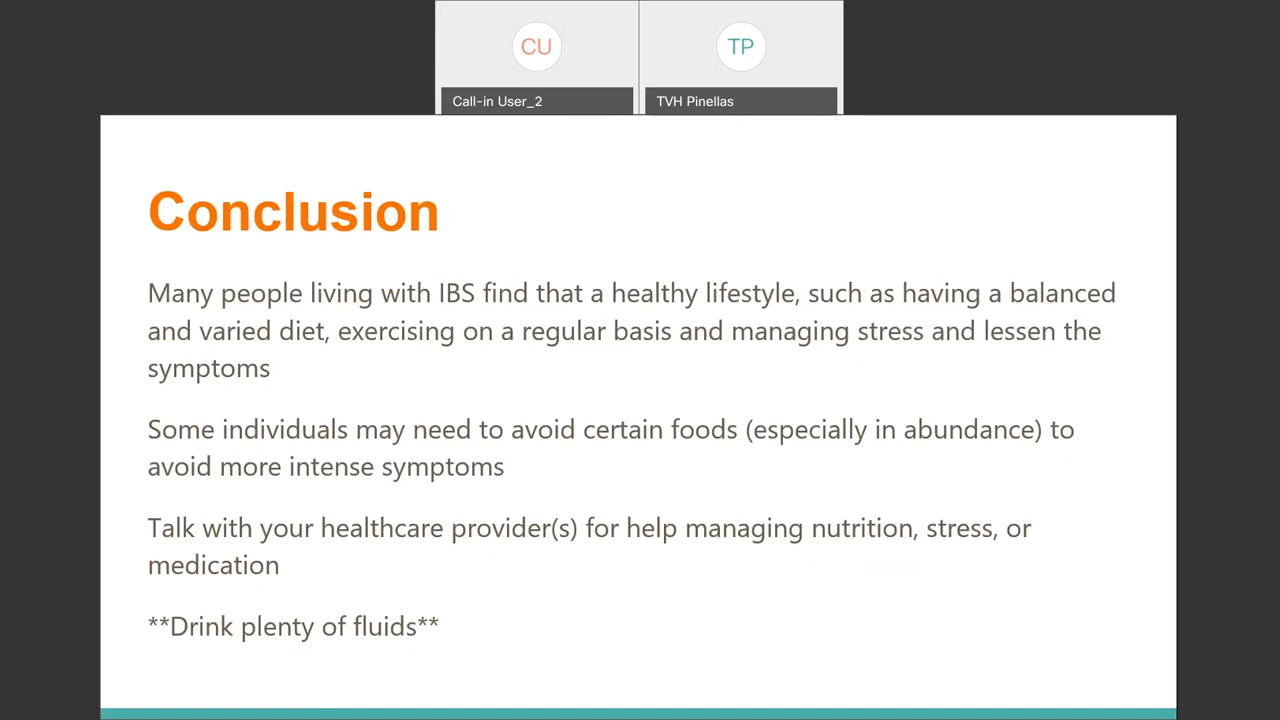 CU
TP
Call-in User_2
TVH Pinellas
Conclusion
Many people living with IBS find that a healthy lifestyle, such as having a balanced
and varied diet, exercising on a regular basis and managing stress and lessen the
symptoms
Some individuals may need to avoid certain foods (especially in abundance) to
avoid more intense symptoms
Talk with your healthcare provider(s) for help managing nutrition, stress, or
medication
**Drink plenty of fluids**